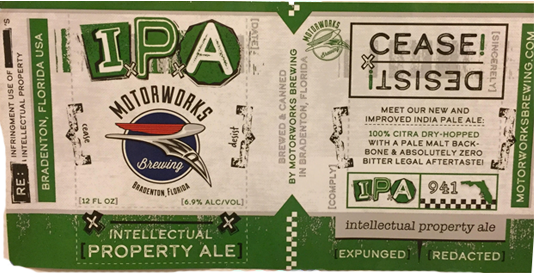 INFRINGMENT USE OF
INTELLECTUAL PROPERTY
RE:
BRADENTON, FLORIDA USA
I.P.A
[DATE]
MOTORWORKS
Brewing
BRADENTON, FLORIDA
cease
desist
[12 FL OZ]
[6.9% ALC/VOL]
INTELLECTUAL
[PROPERTY ALE]
BREWED & CANNED
BY MOTORWORKS BREWING
IN BRADENTON, FLORIDA
MOTORWORKS
Brewing
[SINCERELY]
CEASE!
DESIST!
MEET OUR NEW AND
IMPROVED INDIA PALE ALE:
100% CITRA DRY-HOPPED
WITH A PALE MALT BACK-
BONE & ABSOLUTELY ZERO
BITTER LEGAL AFTERTASTE!
[COMPLY]
IPA
941
intellectual property ale
[EXPUNGED]
[REDACTED]
MOTORWORKSBREWING.COM